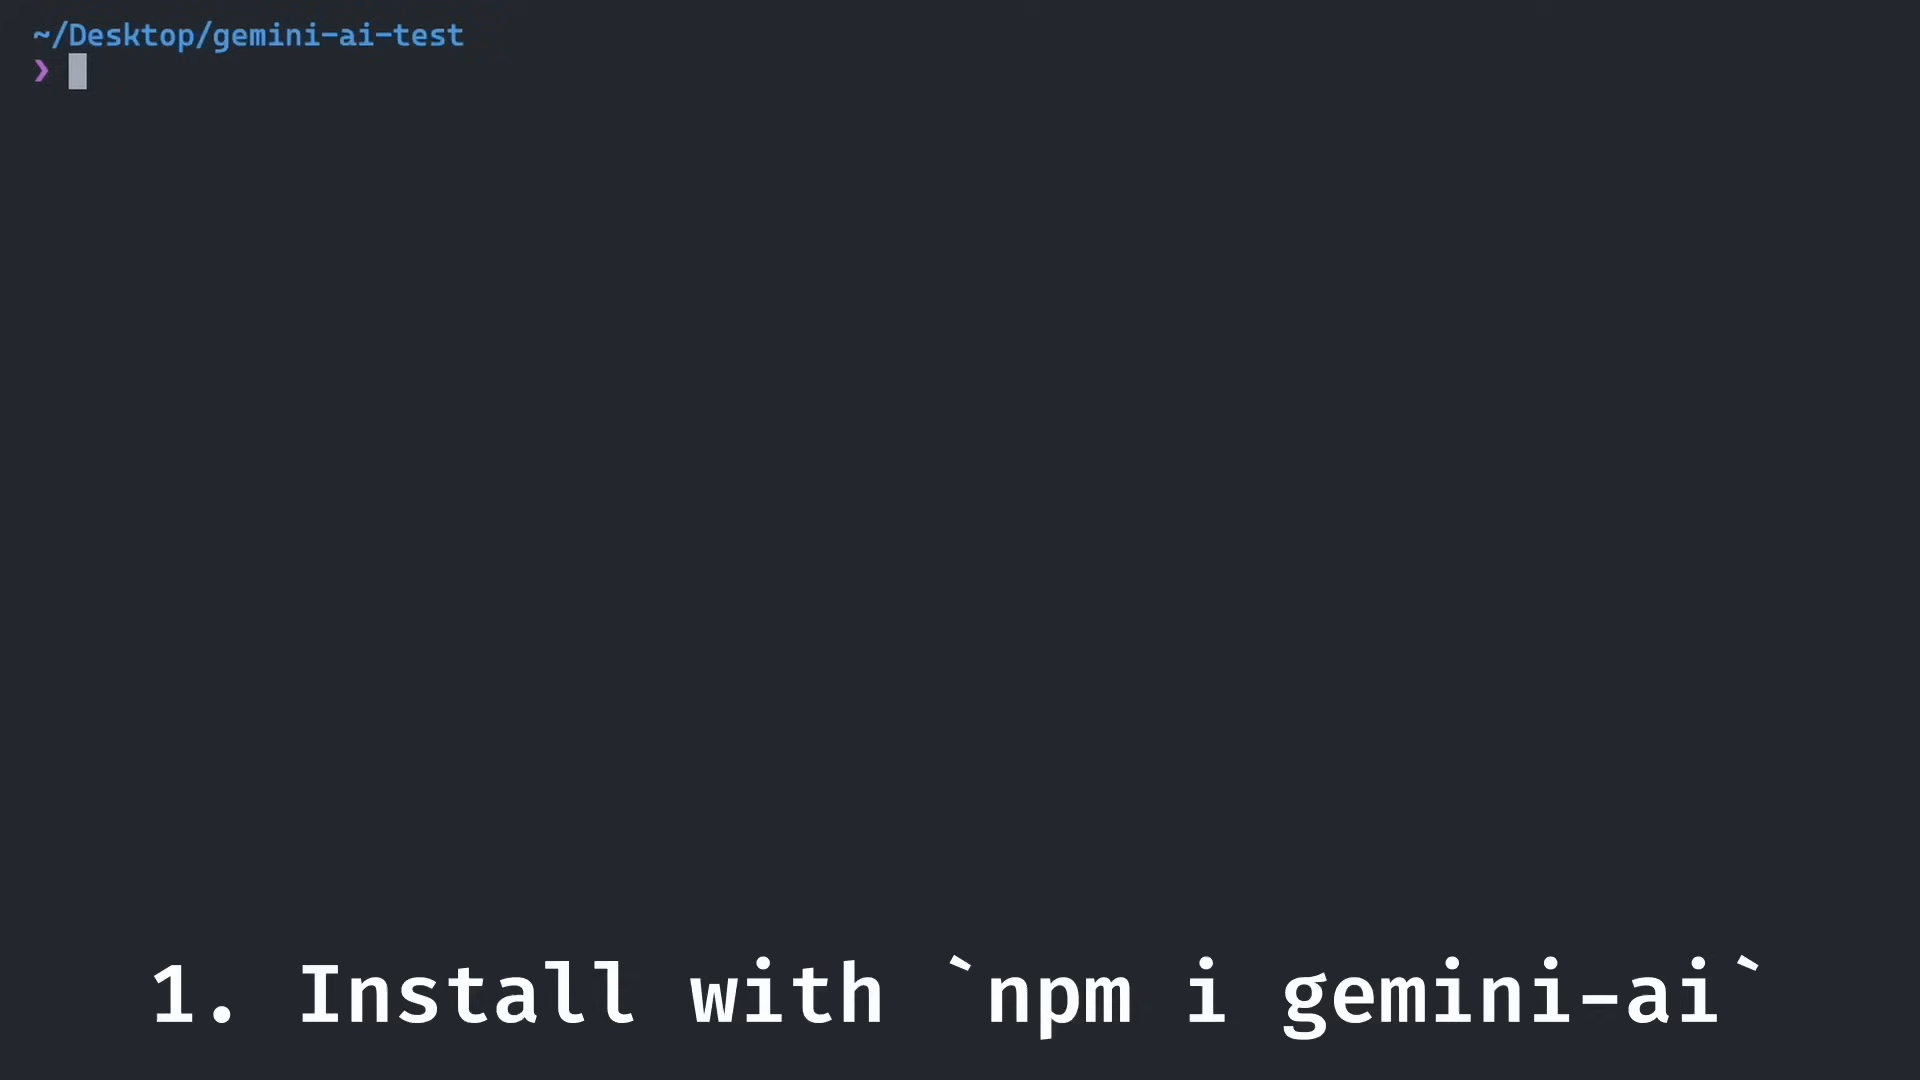 ~/Desktop/gemini-ai-test
❯
1. Install with `npm i gemini-ai`